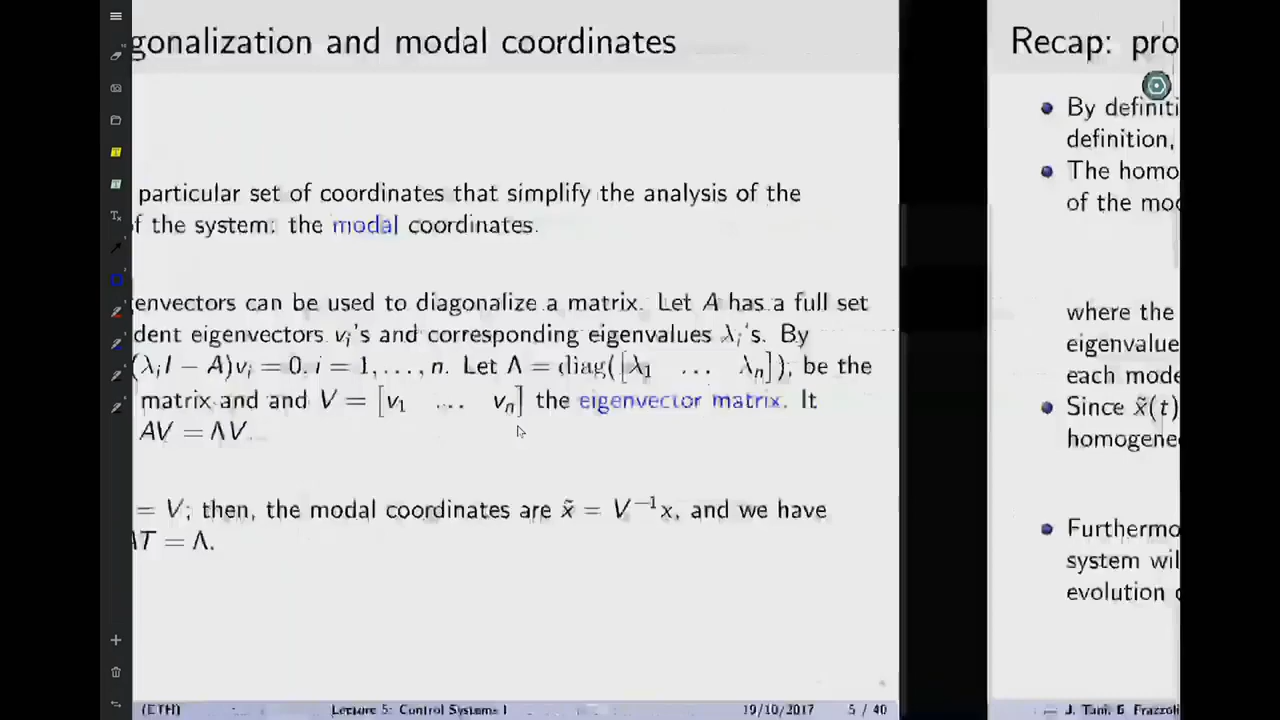 gonalization and modal coordinates
particular set of coordinates that simplify the analysis of the
of the system: the modal coordinates.
envectors can be used to diagonalize a matrix. Let A has a full set
dent eigenvectors vᵢ's and corresponding eigenvalues λᵢ's. By
(λᵢI − A)vᵢ = 0, i = 1, . . . , n. Let Λ = diag([λ₁ ... λₙ]), be the
matrix and and V = [v₁ ... vₙ] the eigenvector matrix. It
AV = ΛV.
= V; then, the modal coordinates are x̃ = V⁻¹x, and we have
AT = Λ.
(ETH) Lecture 5: Control Systems I 19/10/2017 5 / 40
Recap: pro
By definiti
definition,
The homo
of the mod
where the
eigenvalue
each mode
Since x̃(t)
homogene
Furthermo
system wil
evolution
J. Tani, E. Frazzoli